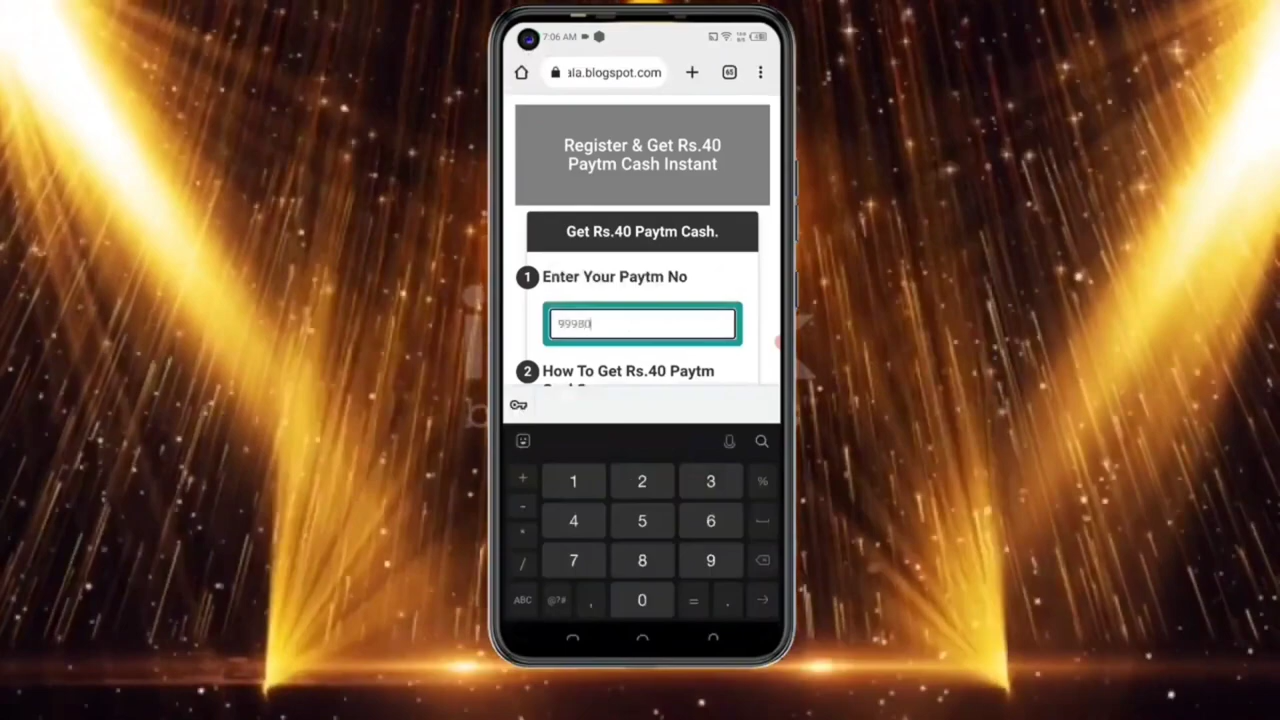 7:06 AM
ala.blogspot.com
Register & Get Rs.40
Paytm Cash Instant
Get Rs.40 Paytm Cash.
1 Enter Your Paytm No
99980
2 How To Get Rs.40 Paytm
+ 1 2 3 %
- 4 5 6
*
/ 7 8 9
ABC @?# , 0 = .